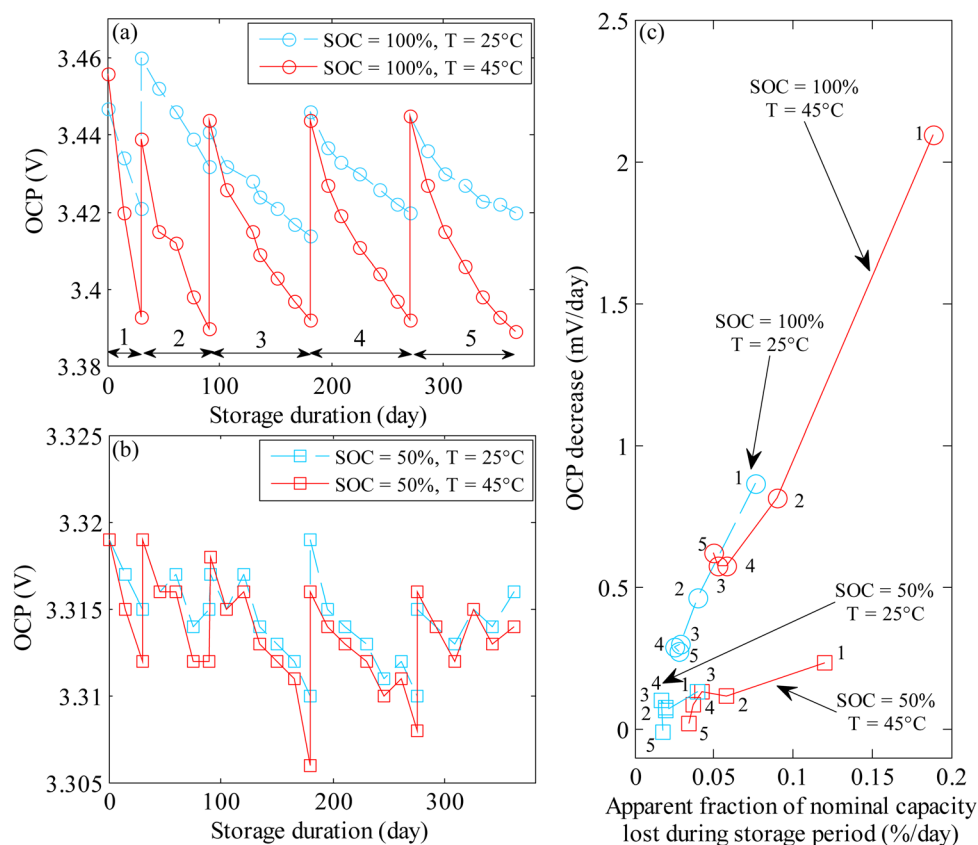 (a)
SOC = 100%, T = 25°C
SOC = 100%, T = 45°C
3.46
3.44
3.42
3.4
3.38
OCP (V)
1 2 3 4 5
0 100 200 300
Storage duration (day)
(b)
SOC = 50%, T = 25°C
SOC = 50%, T = 45°C
3.325
3.32
3.315
3.31
3.305
OCP (V)
0 100 200 300
Storage duration (day)
(c)
2.5
2
1.5
1
0.5
0
OCP decrease (mV/day)
SOC = 100%
T = 45°C
1
SOC = 100%
T = 25°C
1
2
5
4
3
2
SOC = 50%
T = 25°C
3
4
5
1
4
3
3
1
2
4
2
5
5
SOC = 50%
T = 45°C
0 0.05 0.1 0.15 0.2
Apparent fraction of nominal capacity
lost during storage period (%/day)